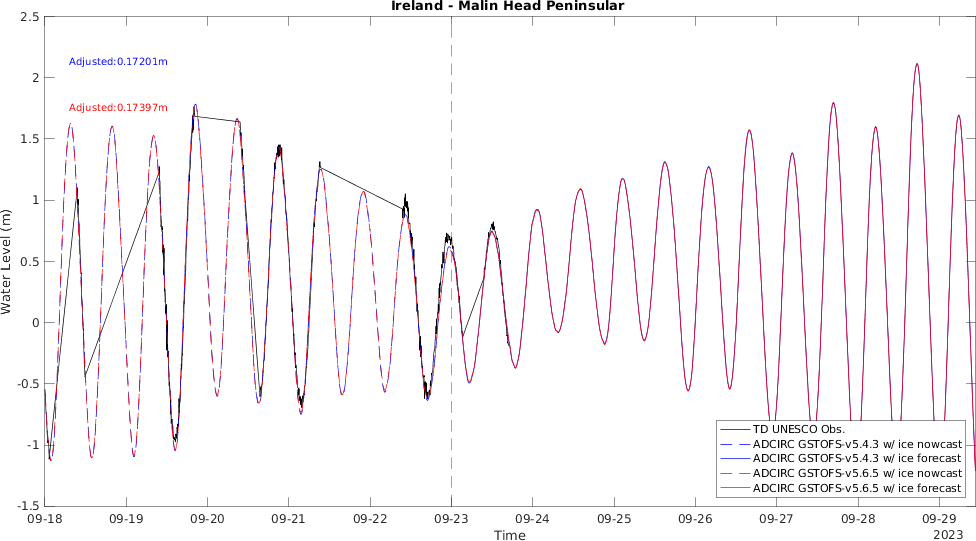 Ireland - Malin Head Peninsular
2.5
2
1.5
1
0.5
0
-0.5
-1
-1.5
Water Level (m)
Adjusted:0.17201m
Adjusted:0.17397m
TD UNESCO Obs.
ADCIRC GSTOFS-v5.4.3 w/ ice nowcast
ADCIRC GSTOFS-v5.4.3 w/ ice forecast
ADCIRC GSTOFS-v5.6.5 w/ ice nowcast
ADCIRC GSTOFS-v5.6.5 w/ ice forecast
09-18 09-19 09-20 09-21 09-22 09-23 09-24 09-25 09-26 09-27 09-28 09-29
Time
2023